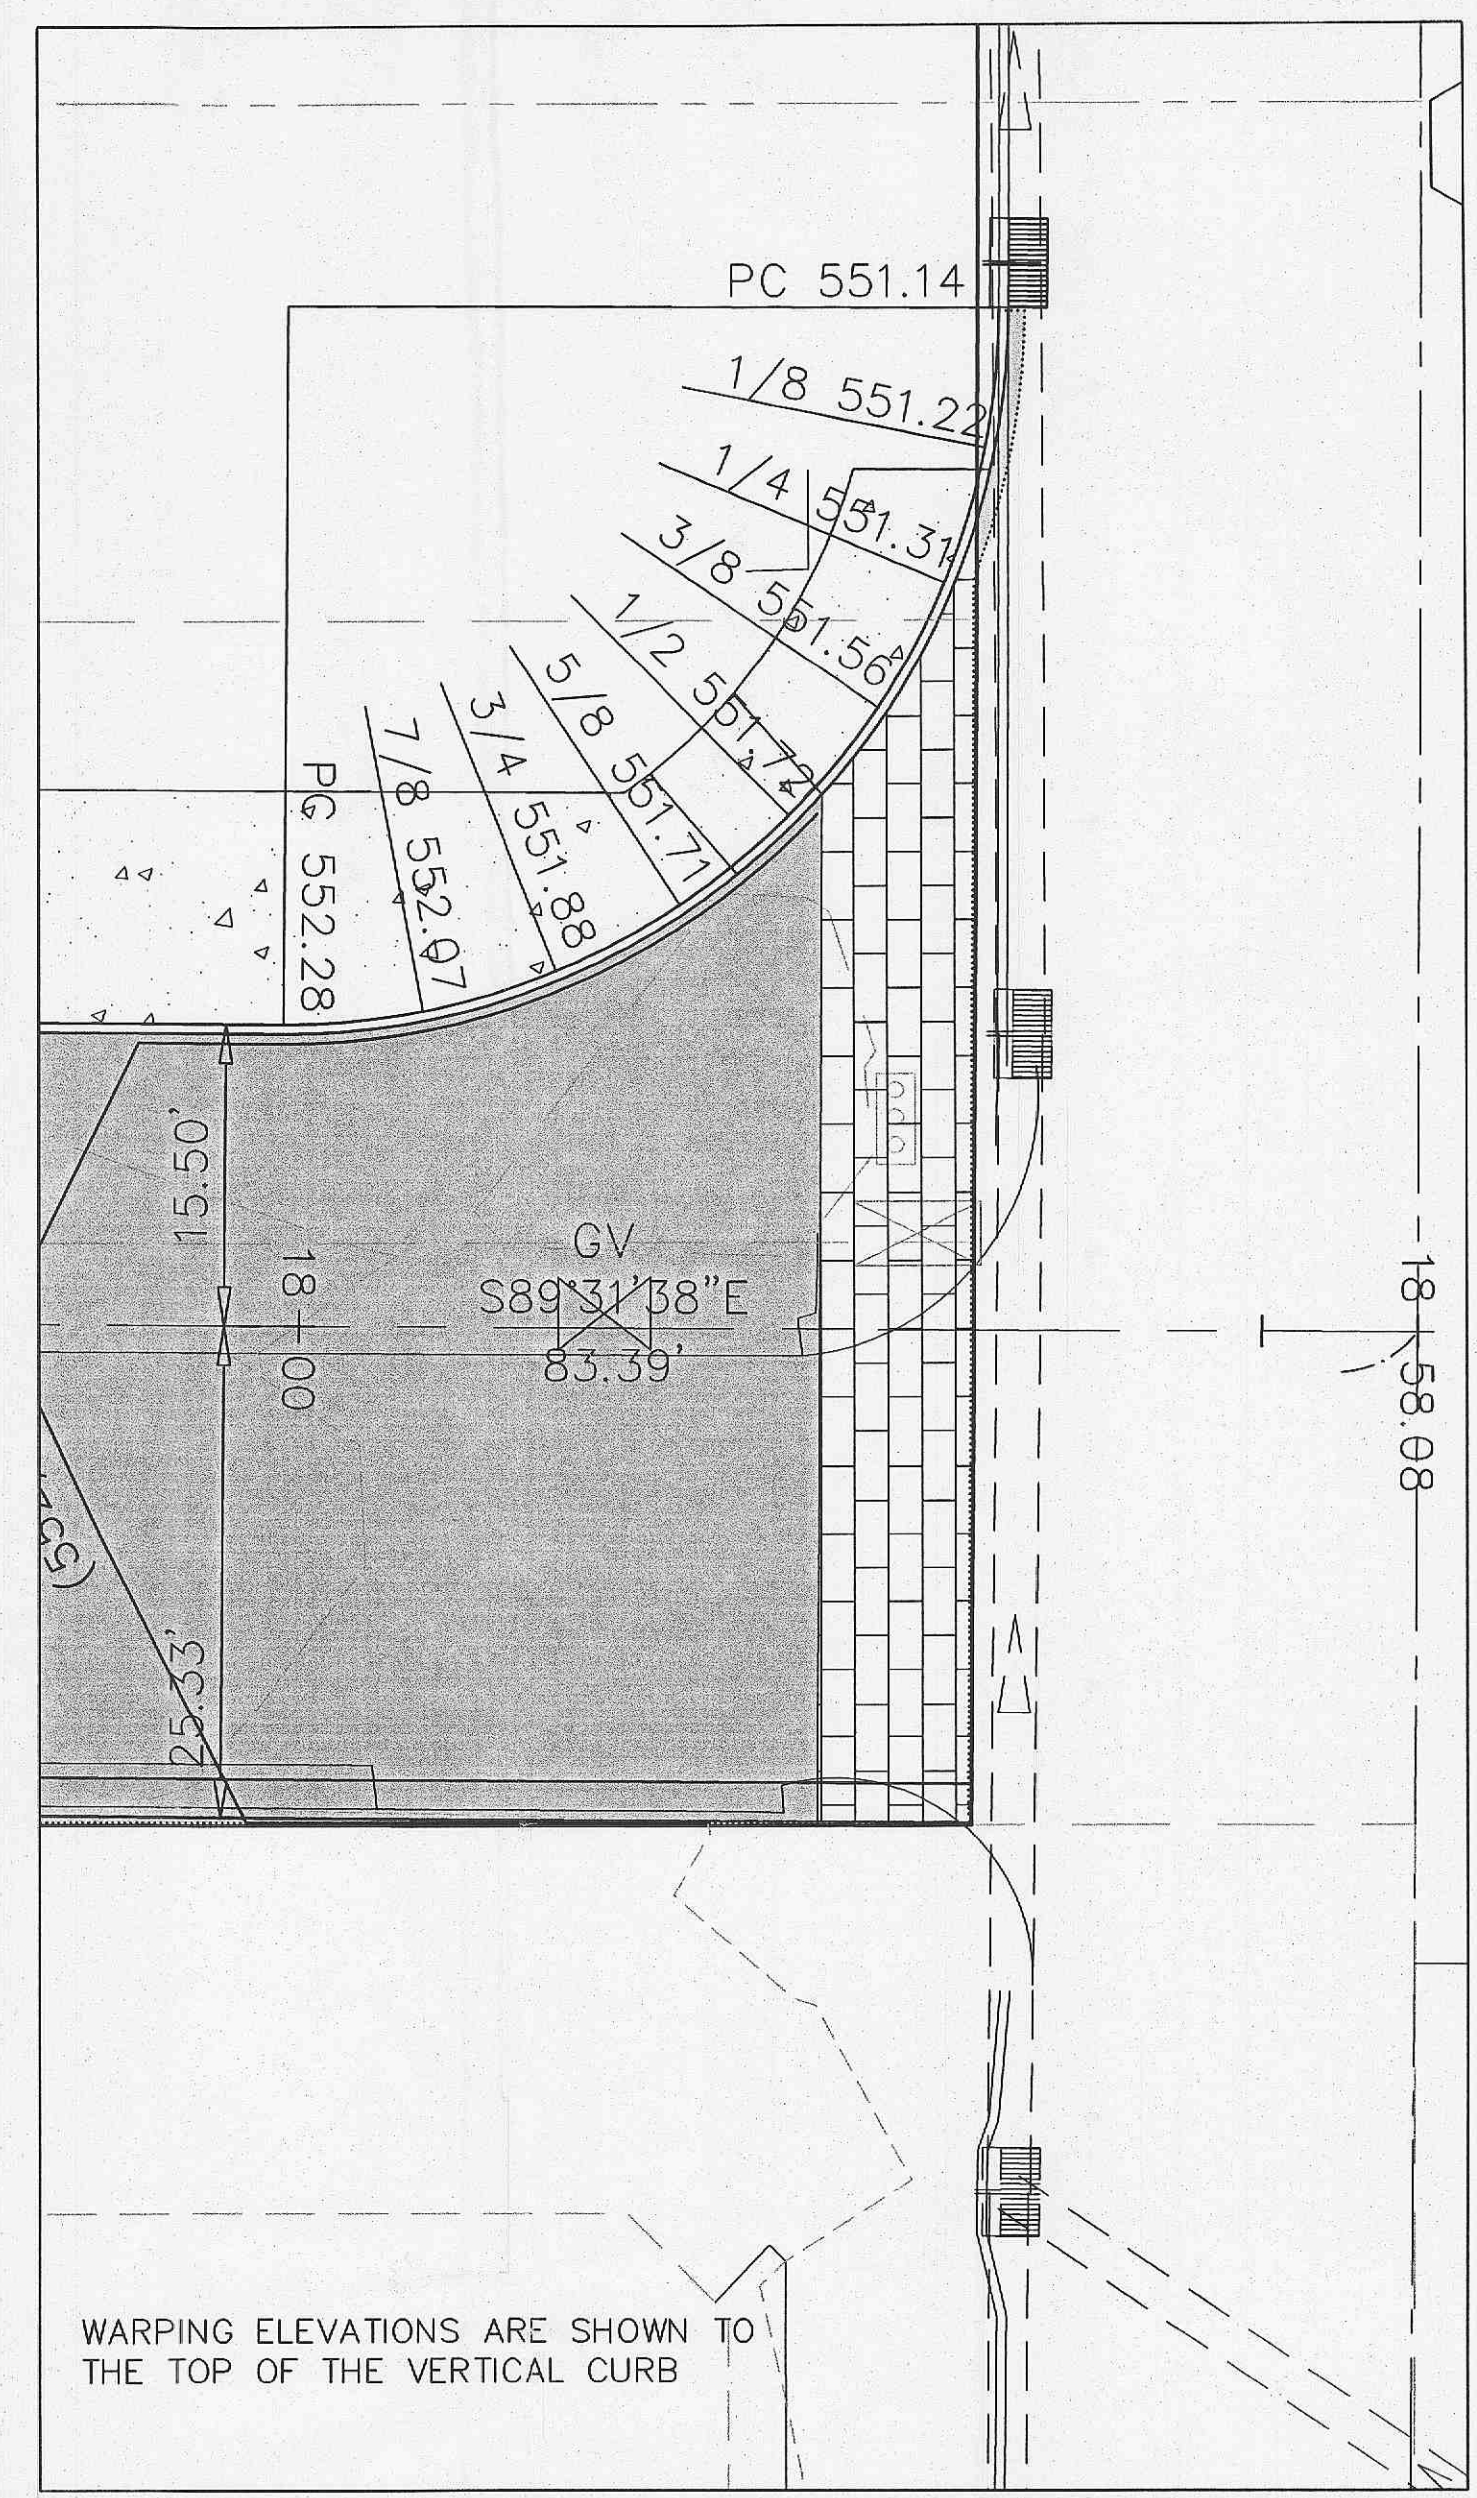 PC 551.14
1/8 551.22
1/4 551.31
3/8 551.56
1/2 551.72
5/8 551.71
3/4 551.88
7/8 552.07
PG 552.28
15.50'
18
00
GV
S89°31'38"E
83.39'
18
58.08
25.33'
WARPING ELEVATIONS ARE SHOWN TO
THE TOP OF THE VERTICAL CURB